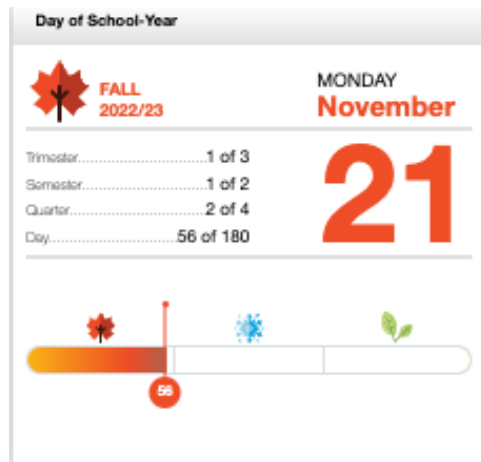 Day of School-Year
FALL
2022/23
MONDAY
November
21
Trimester....................1 of 3
Semester....................1 of 2
Quarter....................2 of 4
Day....................56 of 180
56